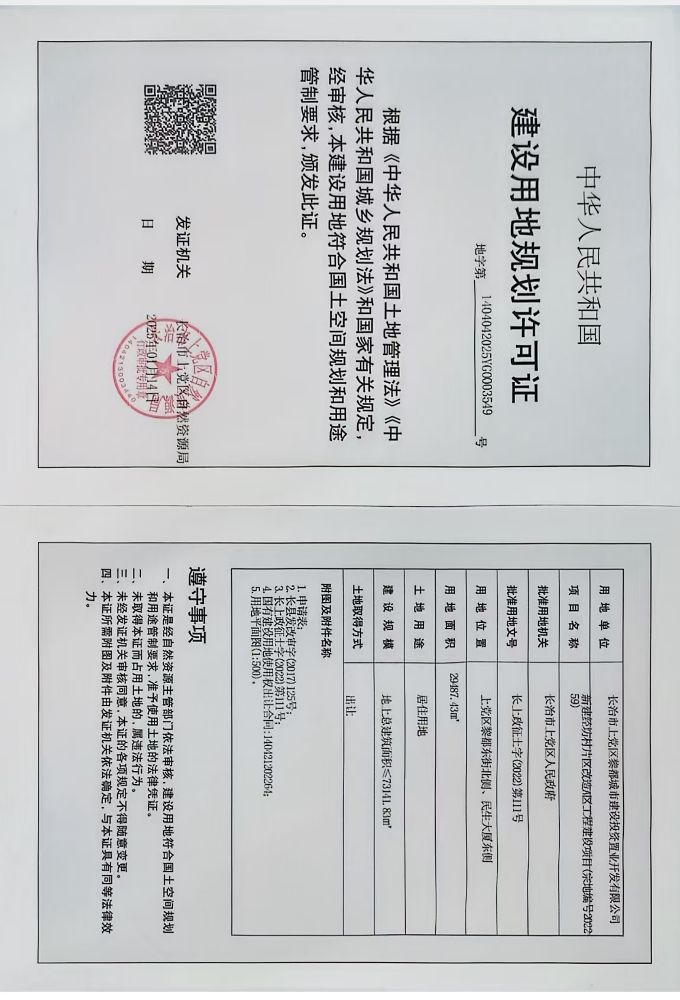 中华人民共和国
建设用地规划许可证
地字第 1404042025YG0003549 号
根据《中华人民共和国土地管理法》《中
华人民共和国城乡规划法》和国家有关规定，
经审核，本建设用地符合国土空间规划和用途
管制要求，颁发此证。
发证机关 长治市上党区自然资源局
日 期 2025年01月14日
行政审批专用章
1404213003440
用地单位 长治市上党区黎都城市建设投资置业开发有限公司
项目名称 新建经坊村片区改造A区工程建设项目(宗地编号2022-
59)
批准用地机关 长治市上党区人民政府
批准用地文号 长上政征土字(2022)第111号
用地位置 上党区黎都东街北侧、民生大厦东侧
用地面积 29487.43㎡
土地用途 居住用地
建设规模 地上总建筑面积≤73141.83㎡
土地取得方式 出让
附图及附件名称
1.申请表;
2.长县发改审字(2017)125号;
3.长上政征土字(2022)第111号;
4.国有建设用地使用权出让合同:140421202264;
5.用地平面图(1:500)。
遵守事项
一、本证是经自然资源主管部门依法审核，建设用地符合国土空间规划
和用途管制要求，准予使用土地的法律凭证。
二、未取得本证而占用土地的，属违法行为。
三、未经发证机关审核同意，本证的各项规定不得随意变更。
四、本证所需附图及附件由发证机关依法确定，与本证具有同等法律效
力。